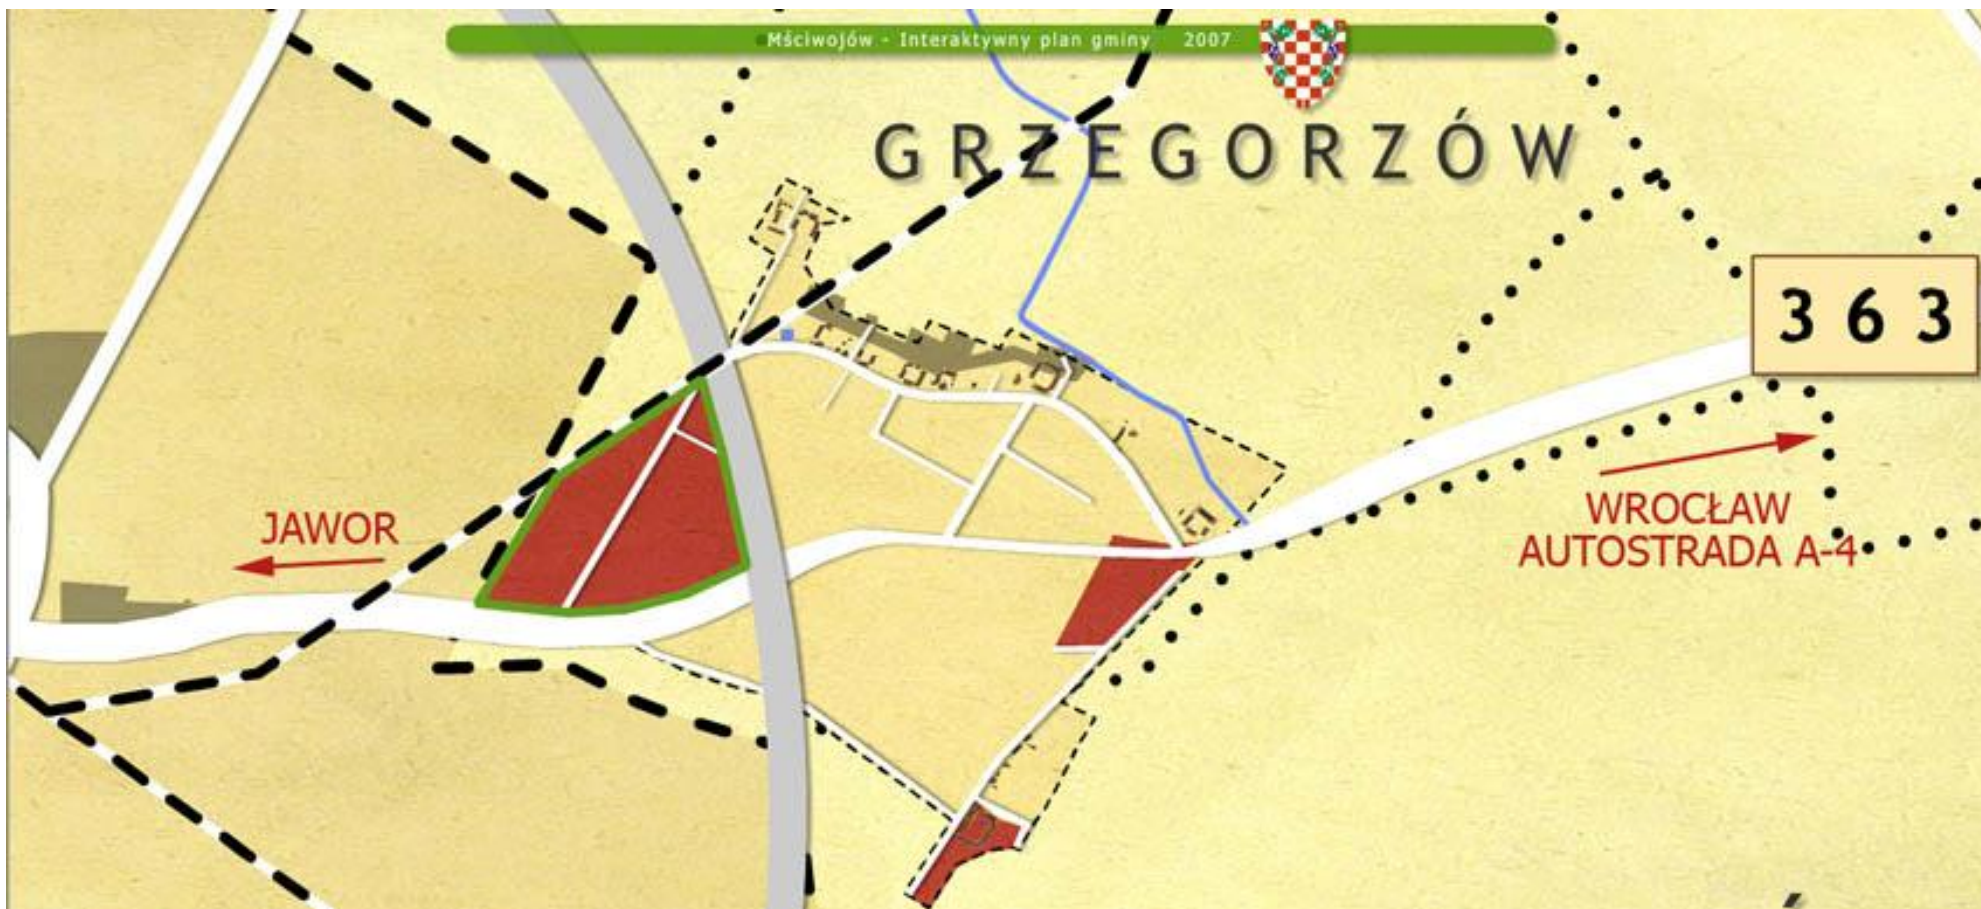 Mściwojów - Interaktywny plan gminy 2007
GRZEGORZÓW
363
JAWOR
WROCŁAW
AUTOSTRADA A-4